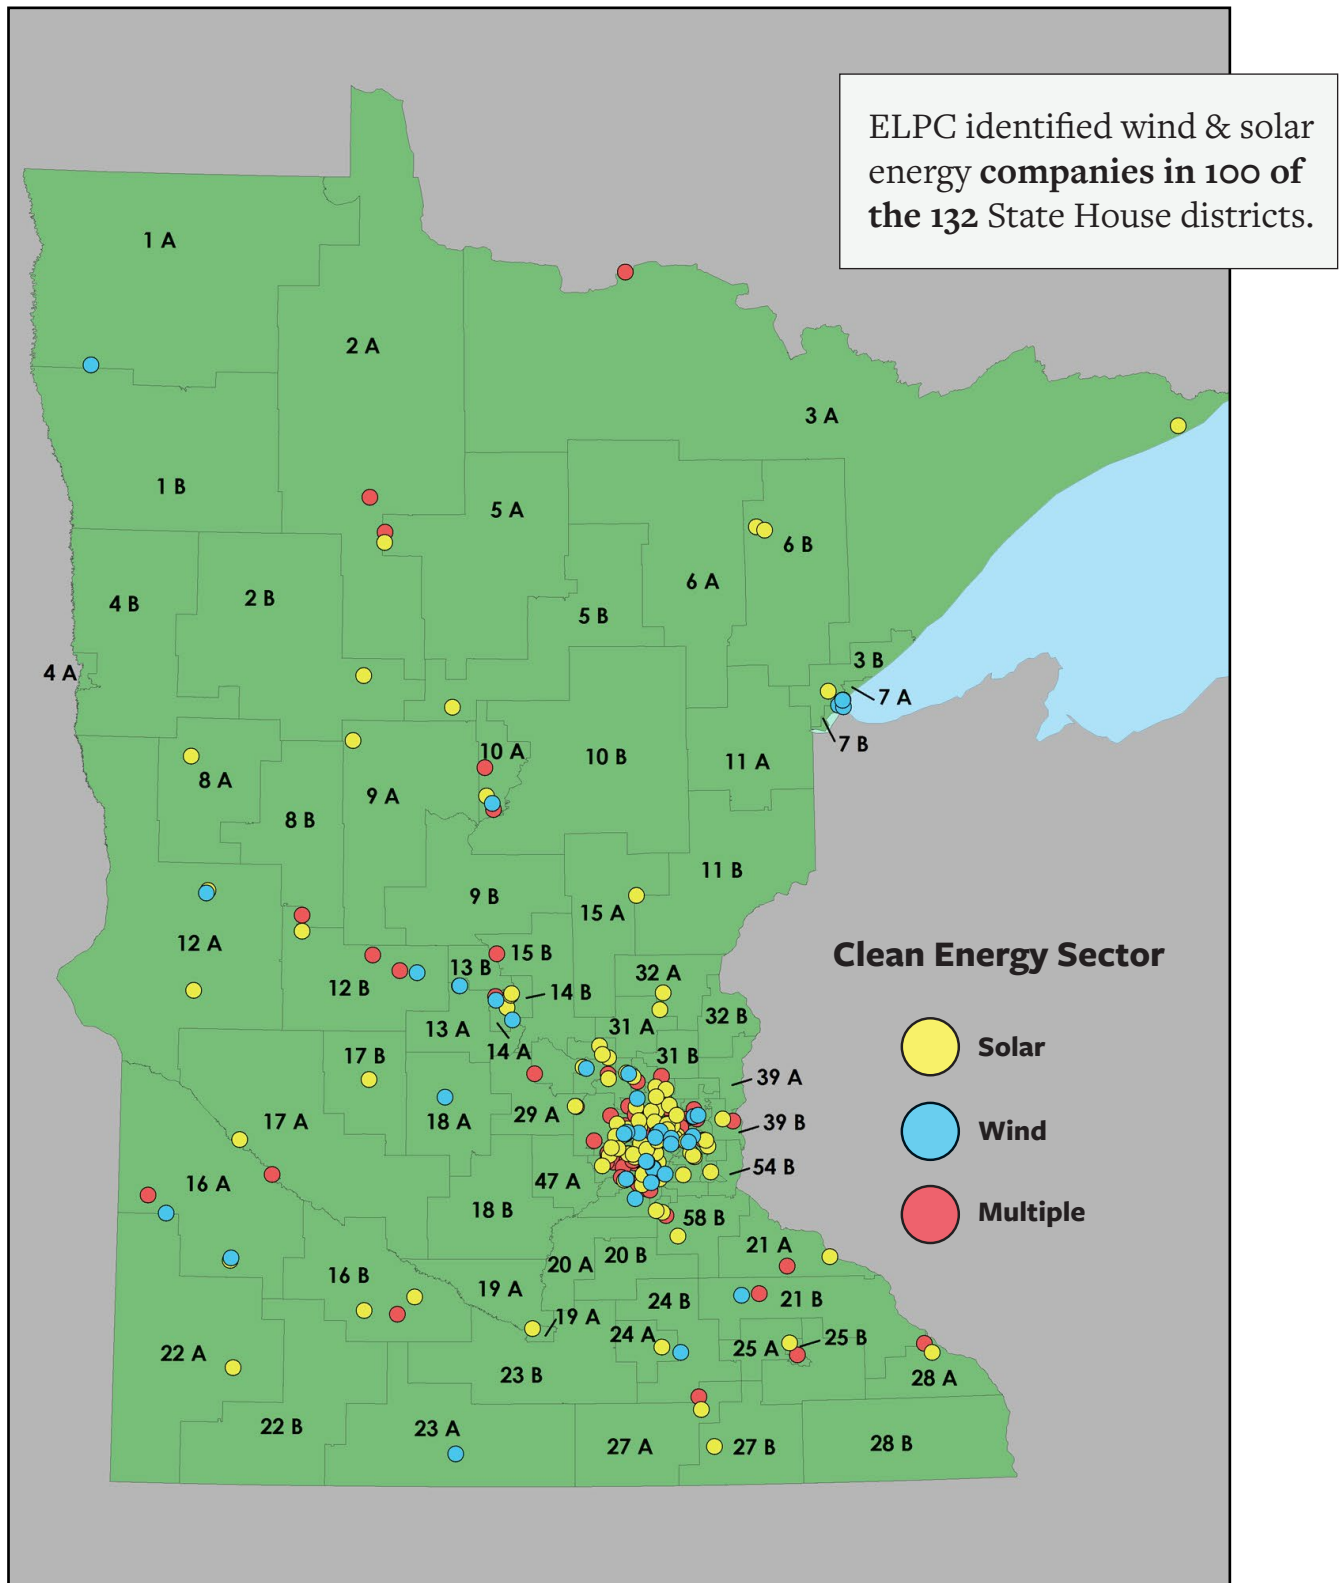 ELPC identified wind & solar
energy companies in 100 of
the 132 State House districts.
1 A
2 A
3 A
1 B
5 A
6 B
6 A
4 B
2 B
5 B
3 B
4 A
7 A
7 B
10 A
10 B
11 A
8 A
9 A
8 B
11 B
9 B
15 A
12 A
15 B
13 B
32 A
12 B
14 B
32 B
13 A
31 A
14 A
17 B
31 B
39 A
17 A
18 A
29 A
39 B
54 B
16 A
47 A
18 B
58 B
21 A
20 B
20 A
16 B
19 A
24 B
21 B
19 A
24 A
25 B
25 A
22 A
23 B
28 A
22 B
23 A
27 A
27 B
28 B
Clean Energy Sector
Solar
Wind
Multiple